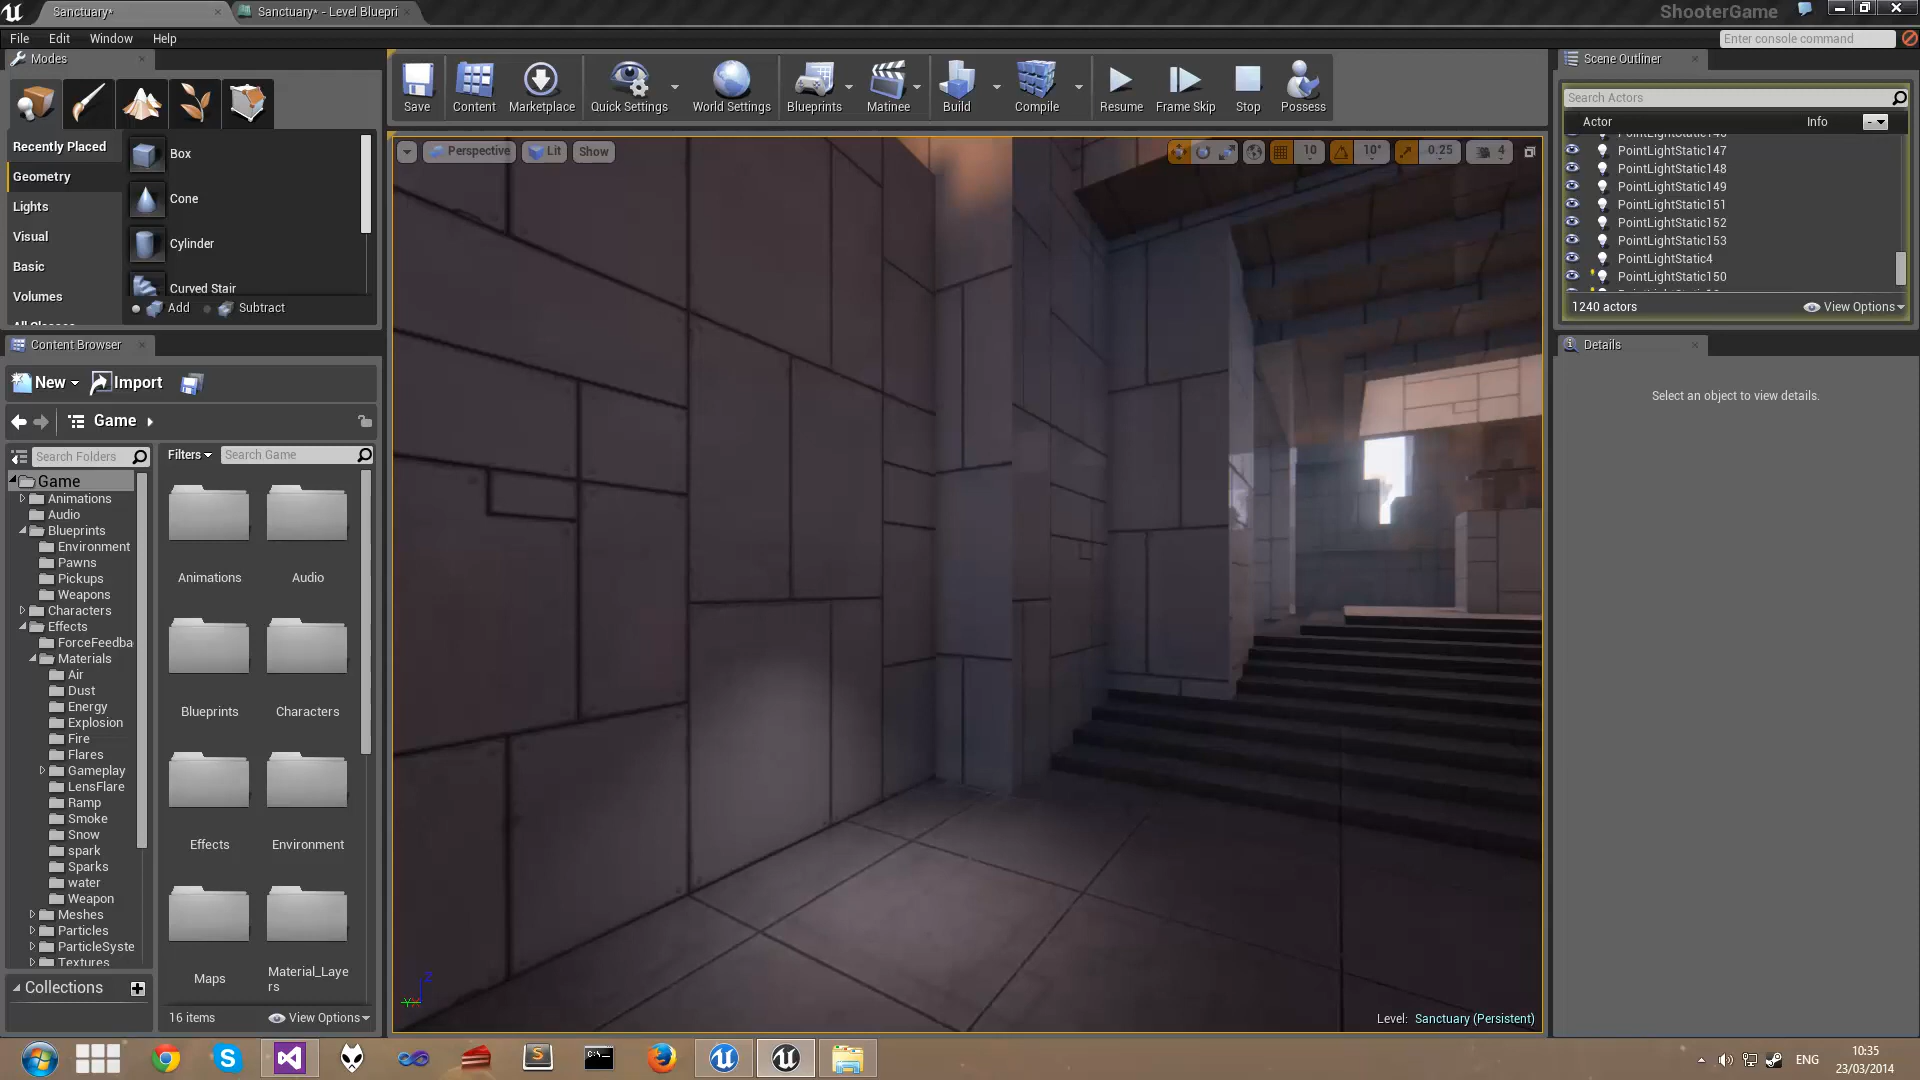 Sanctuary*
Sanctuary* - Level Bluepri
ShooterGame
File Edit Window Help
Enter console command
Modes
Recently Placed
Geometry
Lights
Visual
Basic
Volumes
Box
Cone
Cylinder
Curved Stair
Add
Subtract
Save
Content
Marketplace
Quick Settings
World Settings
Blueprints
Matinee
Build
Compile
Resume
Frame Skip
Stop
Possess
Perspective
Lit
Show
10
10°
0.25
4
Level: Sanctuary (Persistent)
Scene Outliner
Search Actors
Actor Info
PointLightStatic147
PointLightStatic148
PointLightStatic149
PointLightStatic151
PointLightStatic152
PointLightStatic153
PointLightStatic4
PointLightStatic150
1240 actors
View Options
Details
Select an object to view details.
Content Browser
New
Import
Game
Search Folders
Filters
Search Game
Game
Animations
Audio
Blueprints
Environment
Pawns
Pickups
Weapons
Characters
Effects
ForceFeedba
Materials
Air
Dust
Energy
Explosion
Fire
Flares
Gameplay
LensFlare
Ramp
Smoke
Snow
spark
Sparks
water
Weapon
Meshes
Particles
ParticleSyste
Textures
Collections
Animations
Audio
Blueprints
Characters
Effects
Environment
Maps
Material_Laye
rs
16 items
View Options
ENG
10:35
23/03/2014